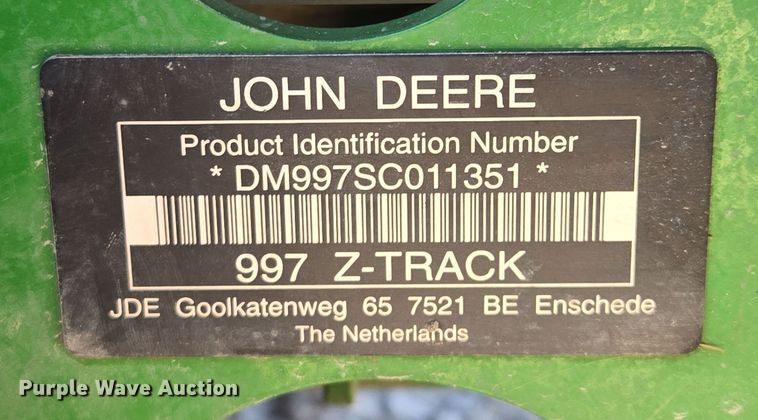 JOHN DEERE
Product Identification Number
* DM997SC011351 *
997 Z-TRACK
JDE Goolkatenweg 65 7521 BE Enschede
The Netherlands
Purple Wave Auction